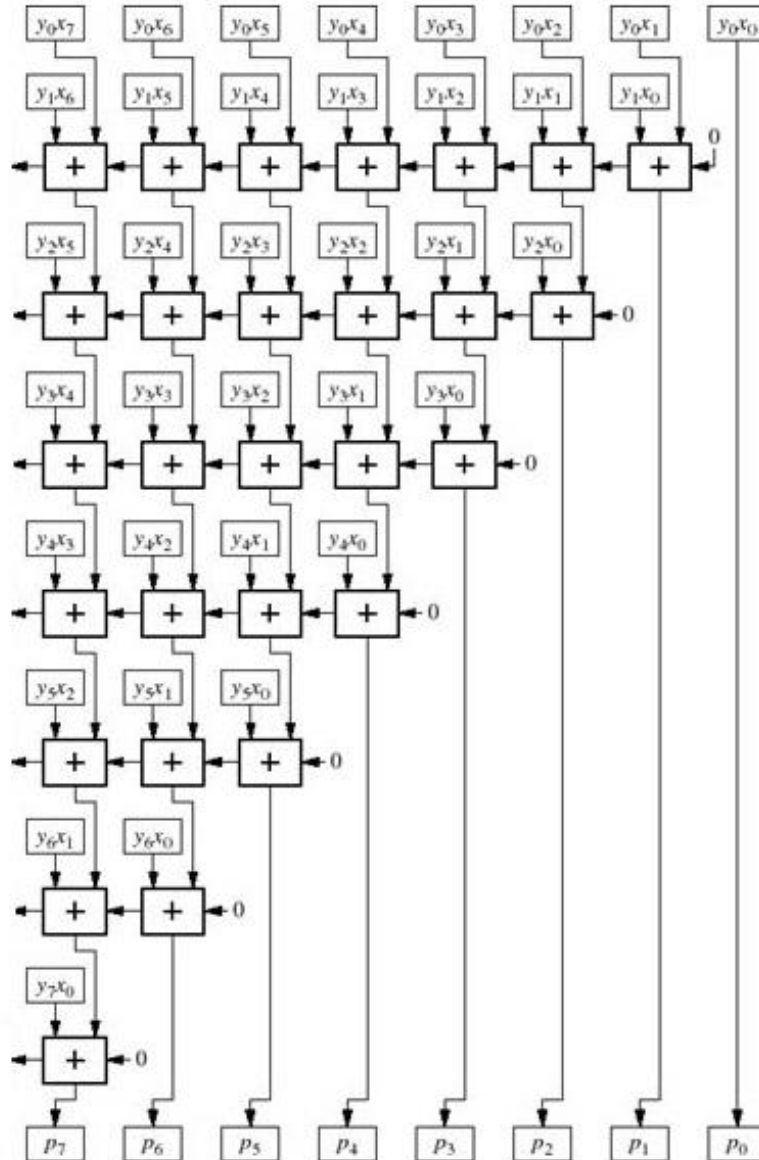 y₀x₇ y₀x₆ y₀x₅ y₀x₄ y₀x₃ y₀x₂ y₀x₁ y₀x₀
y₁x₆ y₁x₅ y₁x₄ y₁x₃ y₁x₂ y₁x₁ y₁x₀
0
+ + + + + + +
y₂x₅ y₂x₄ y₂x₃ y₂x₂ y₂x₁ y₂x₀
+ + + + + + 0
y₃x₄ y₃x₃ y₃x₂ y₃x₁ y₃x₀
+ + + + + 0
y₄x₃ y₄x₂ y₄x₁ y₄x₀
+ + + + 0
y₅x₂ y₅x₁ y₅x₀
+ + + 0
y₆x₁ y₆x₀
+ + 0
y₇x₀
+ 0
p₇ p₆ p₅ p₄ p₃ p₂ p₁ p₀